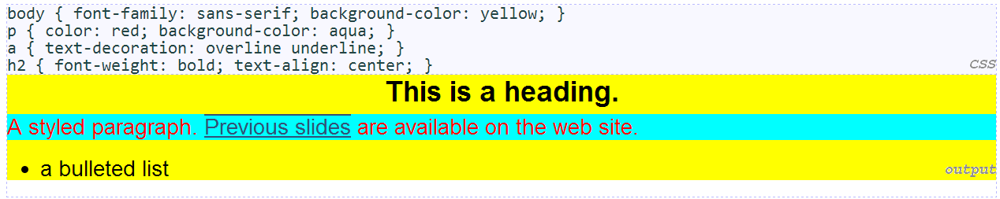 body { font-family: sans-serif; background-color: yellow; }
p { color: red; background-color: aqua; }
a { text-decoration: overline underline; }
h2 { font-weight: bold; text-align: center; }
CSS
This is a heading.
A styled paragraph. Previous slides are available on the web site.
• a bulleted list
output